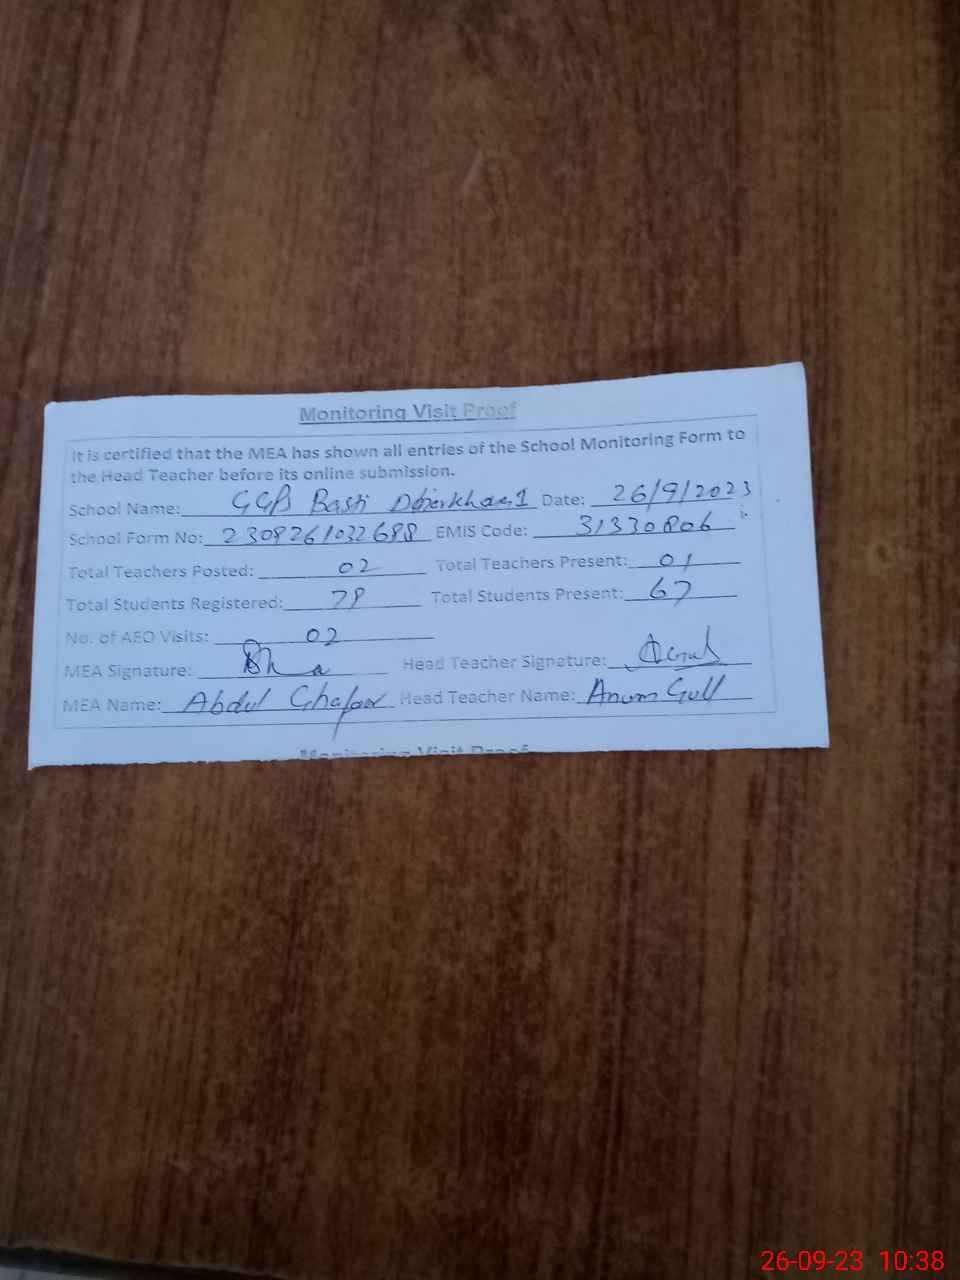 Monitoring Visit Proof
It is certified that the MEA has shown all entries of the School Monitoring Form to
the Head Teacher before its online submission.
School Name: Basti Date: 26/9/2023
School Form No: EMIS Code: 31330806
Total Teachers Posted: 02 Total Teachers Present: 01
Total Students Registered: 78 Total Students Present: 67
No. of AEO Visits: 02
MEA Signature: Head Teacher Signature:
MEA Name: Abdul Ghafoor Head Teacher Name: Anum Gull
Monitoring Visit Proof
26-09-23 10:38